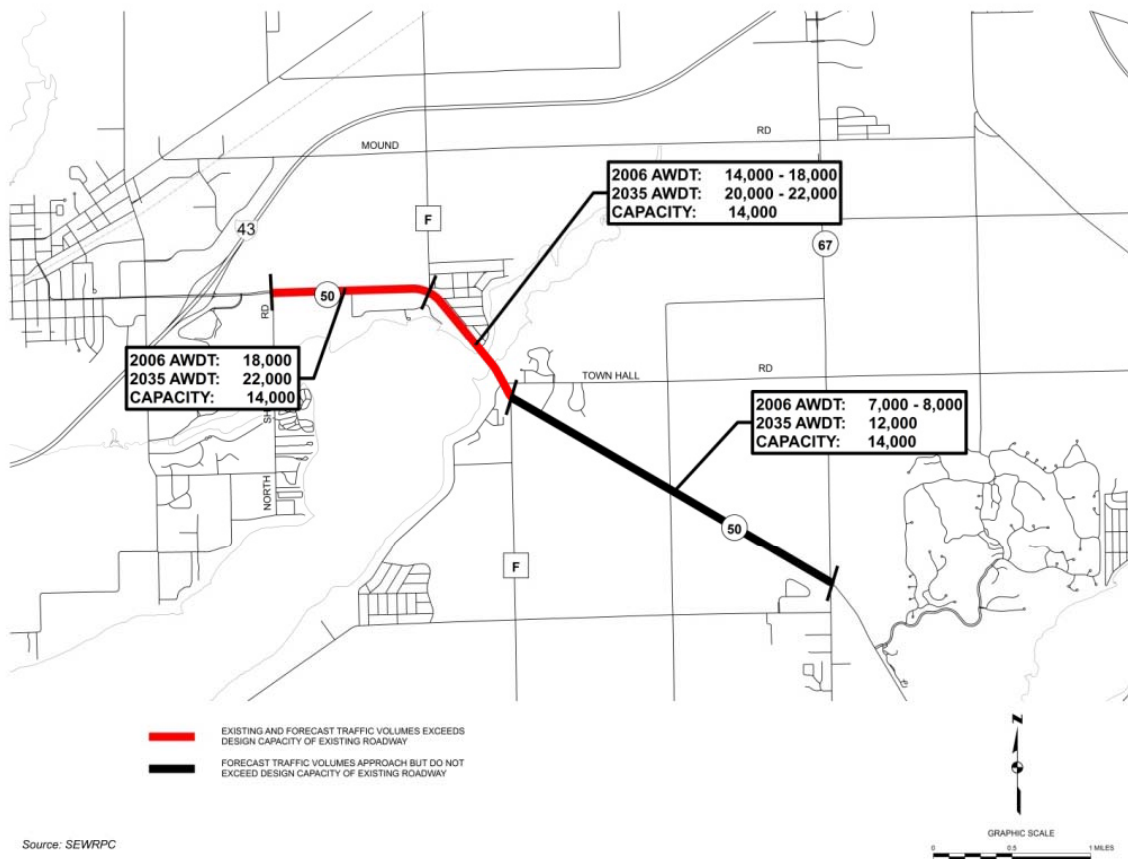 MOUND
RD
2006 AWDT: 14,000 - 18,000
2035 AWDT: 20,000 - 22,000
CAPACITY: 14,000
F
43
67
50
RD
SH
NORTH
2006 AWDT: 18,000
2035 AWDT: 22,000
CAPACITY: 14,000
TOWN HALL
RD
2006 AWDT: 7,000 - 8,000
2035 AWDT: 12,000
CAPACITY: 14,000
50
F
EXISTING AND FORECAST TRAFFIC VOLUMES EXCEEDS
DESIGN CAPACITY OF EXISTING ROADWAY
FORECAST TRAFFIC VOLUMES APPROACH BUT DO NOT
EXCEED DESIGN CAPACITY OF EXISTING ROADWAY
N
GRAPHIC SCALE
0 0.5 1 MILES
Source: SEWRPC